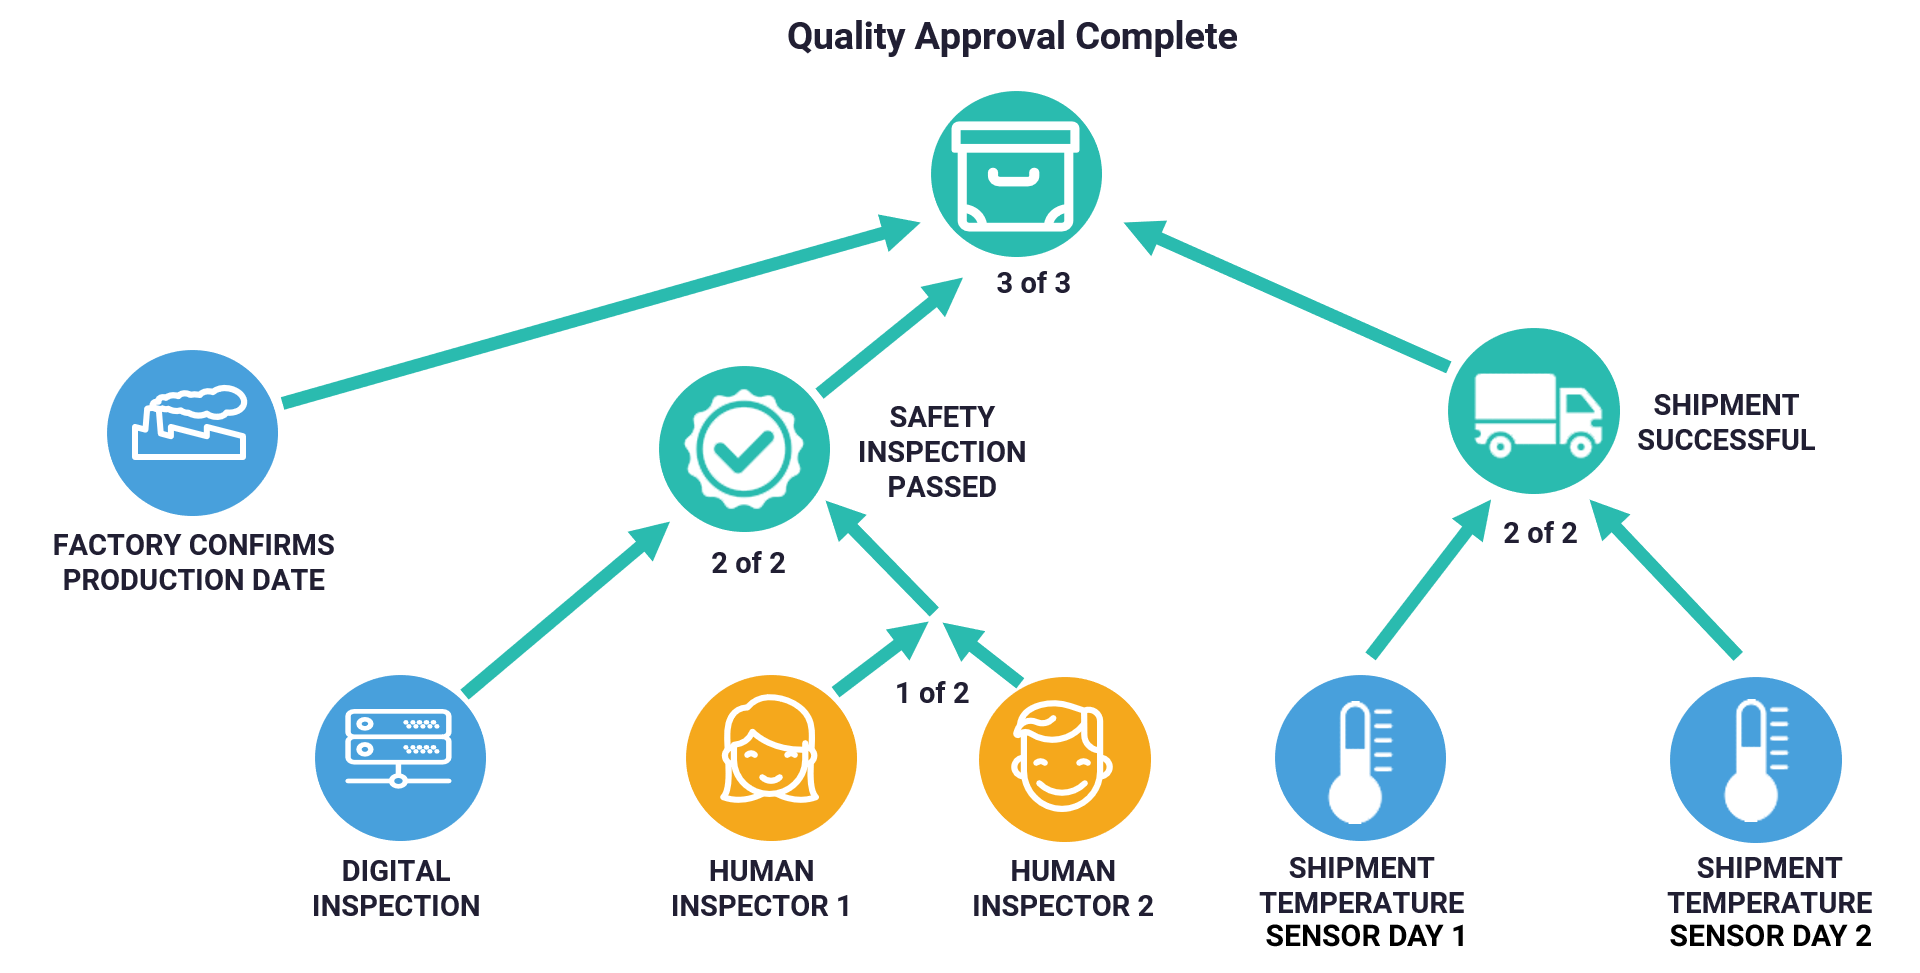 Quality Approval Complete
3 of 3
FACTORY CONFIRMS
PRODUCTION DATE
SAFETY
INSPECTION
PASSED
2 of 2
SHIPMENT
SUCCESSFUL
2 of 2
1 of 2
DIGITAL
INSPECTION
HUMAN
INSPECTOR 1
HUMAN
INSPECTOR 2
SHIPMENT
TEMPERATURE
SENSOR DAY 1
SHIPMENT
TEMPERATURE
SENSOR DAY 2